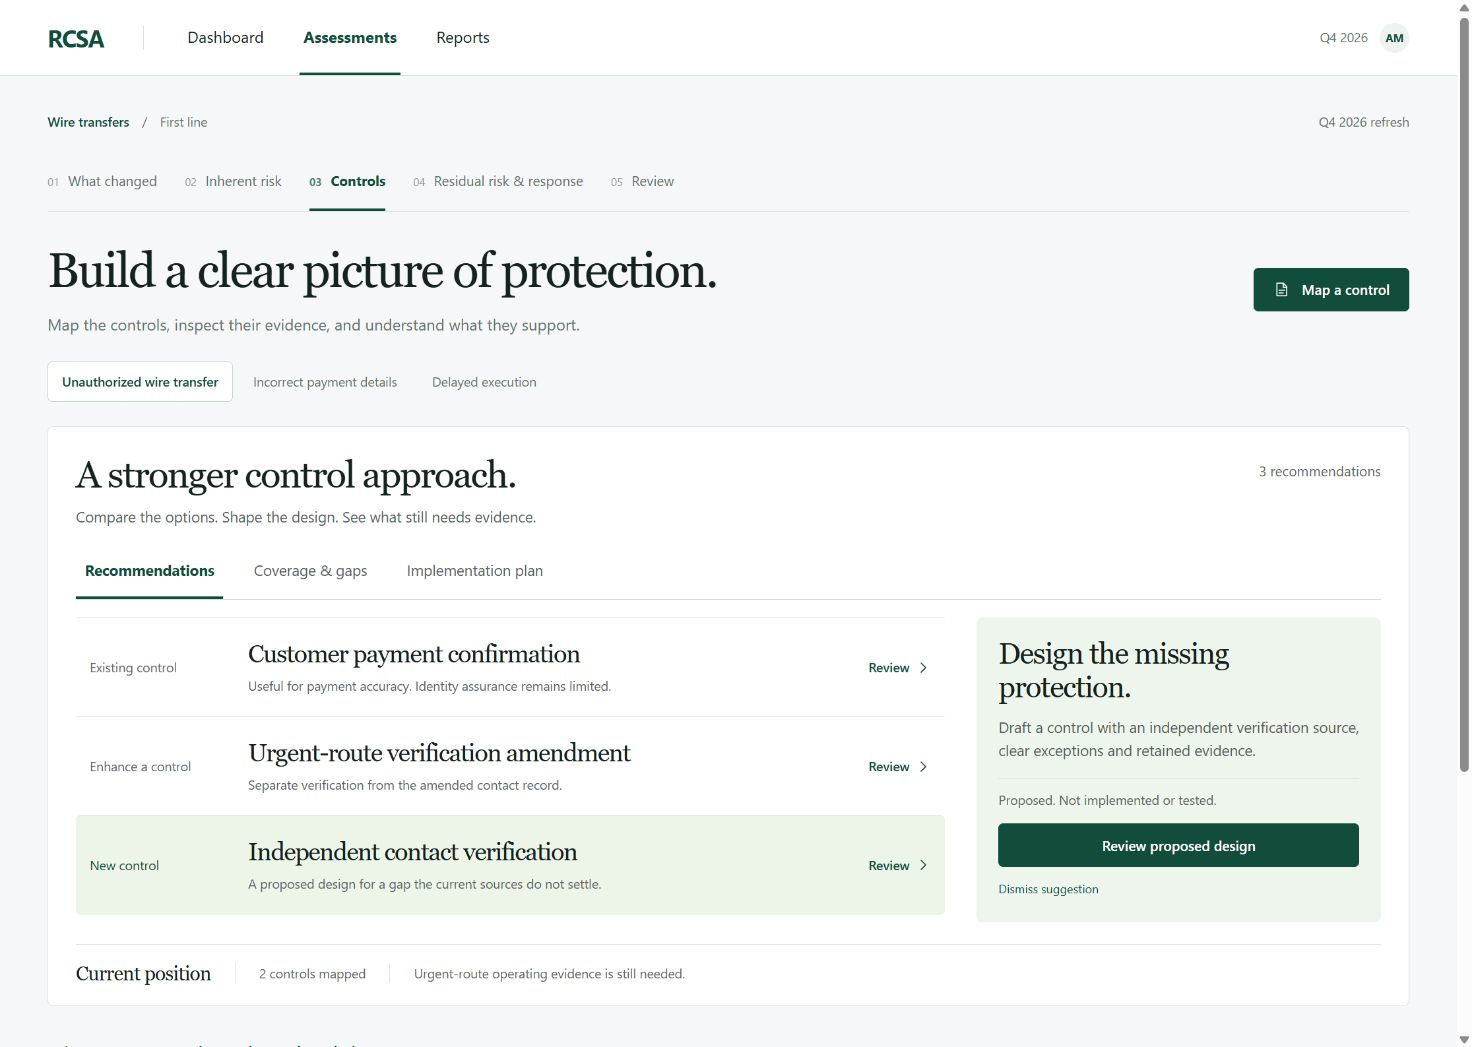 RCSA
Dashboard
Assessments
Reports
Q4 2026
AM
Wire transfers / First line
Q4 2026 refresh
01 What changed
02 Inherent risk
03 Controls
04 Residual risk & response
05 Review
Build a clear picture of protection.
Map the controls, inspect their evidence, and understand what they support.
Map a control
Unauthorized wire transfer
Incorrect payment details
Delayed execution
A stronger control approach.
3 recommendations
Compare the options. Shape the design. See what still needs evidence.
Recommendations
Coverage & gaps
Implementation plan
Existing control
Customer payment confirmation
Useful for payment accuracy. Identity assurance remains limited.
Review
Enhance a control
Urgent-route verification amendment
Separate verification from the amended contact record.
Review
New control
Independent contact verification
A proposed design for a gap the current sources do not settle.
Review
Design the missing
protection.
Draft a control with an independent verification source,
clear exceptions and retained evidence.
Proposed. Not implemented or tested.
Review proposed design
Dismiss suggestion
Current position
2 controls mapped
Urgent-route operating evidence is still needed.